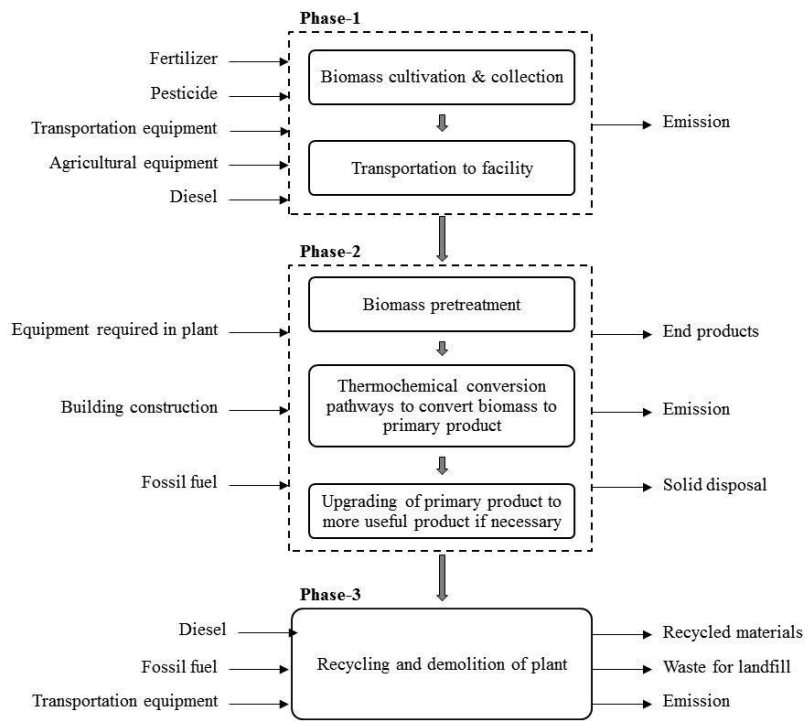 Phase-1
Fertilizer
Pesticide
Transportation equipment
Agricultural equipment
Diesel
Biomass cultivation & collection
Transportation to facility
Emission
Phase-2
Equipment required in plant
Building construction
Fossil fuel
Biomass pretreatment
Thermochemical conversion
pathways to convert biomass to
primary product
Upgrading of primary product to
more useful product if necessary
End products
Emission
Solid disposal
Phase-3
Diesel
Fossil fuel
Transportation equipment
Recycling and demolition of plant
Recycled materials
Waste for landfill
Emission